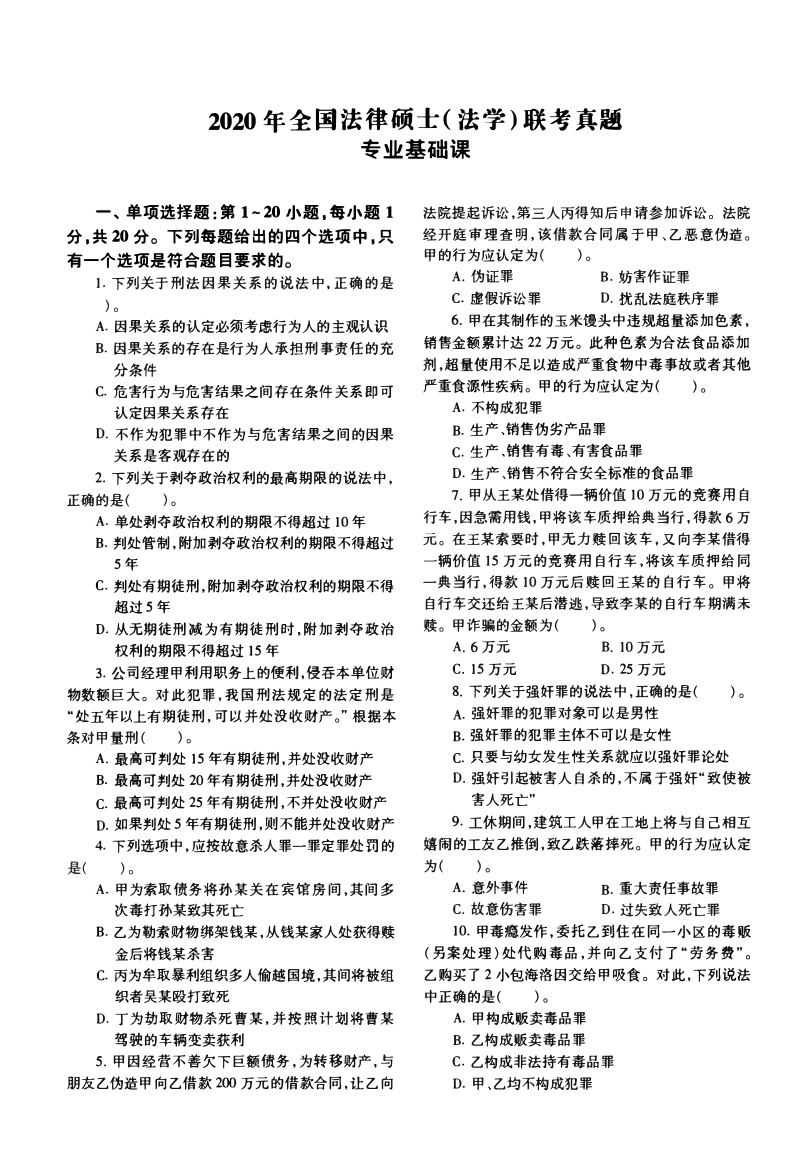 2020 年全国法律硕士(法学)联考真题
专业基础课
一、单项选择题:第 1~20 小题,每小题 1
分,共 20 分。下列每题给出的四个选项中,只
有一个选项是符合题目要求的。
1. 下列关于刑法因果关系的说法中,正确的是
)。
A. 因果关系的认定必须考虑行为人的主观认识
B. 因果关系的存在是行为人承担刑事责任的充
分条件
C. 危害行为与危害结果之间存在条件关系即可
认定因果关系存在
D. 不作为犯罪中不作为与危害结果之间的因果
关系是客观存在的
2. 下列关于剥夺政治权利的最高期限的说法中,
正确的是( )。
A. 单处剥夺政治权利的期限不得超过 10 年
B. 判处管制,附加剥夺政治权利的期限不得超过
5 年
C. 判处有期徒刑,附加剥夺政治权利的期限不得
超过 5 年
D. 从无期徒刑减为有期徒刑时,附加剥夺政治
权利的期限不得超过 15 年
3. 公司经理甲利用职务上的便利,侵吞本单位财
物数额巨大。对此犯罪,我国刑法规定的法定刑是
“处五年以上有期徒刑,可以并处没收财产。”根据本
条对甲量刑( )。
A. 最高可判处 15 年有期徒刑,并处没收财产
B. 最高可判处 20 年有期徒刑,并处没收财产
C. 最高可判处 25 年有期徒刑,不并处没收财产
D. 如果判处 5 年有期徒刑,则不能并处没收财产
4. 下列选项中,应按故意杀人罪一罪定罪处罚的
是( )。
A. 甲为索取债务将孙某关在宾馆房间,其间多
次毒打孙某致其死亡
B. 乙为勒索财物绑架钱某,从钱某家人处获得赎
金后将钱某杀害
C. 丙为牟取暴利组织多人偷越国境,其间将被组
织者吴某殴打致死
D. 丁为劫取财物杀死曹某,并按照计划将曹某
驾驶的车辆变卖获利
5. 甲因经营不善欠下巨额债务,为转移财产,与
朋友乙伪造甲向乙借款 200 万元的借款合同,让乙向
法院提起诉讼,第三人丙得知后申请参加诉讼。法院
经开庭审理查明,该借款合同属于甲、乙恶意伪造。
甲的行为应认定为( )。
A. 伪证罪 B. 妨害作证罪
C. 虚假诉讼罪 D. 扰乱法庭秩序罪
6. 甲在其制作的玉米馒头中违规超量添加色素,
销售金额累计达 22 万元。此种色素为合法食品添加
剂,超量使用不足以造成严重食物中毒事故或者其他
严重食源性疾病。甲的行为应认定为( )。
A. 不构成犯罪
B. 生产、销售伪劣产品罪
C. 生产、销售有毒、有害食品罪
D. 生产、销售不符合安全标准的食品罪
7. 甲从王某处借得一辆价值 10 万元的竞赛用自
行车,因急需用钱,甲将该车质押给典当行,得款 6 万
元。在王某索要时,甲无力赎回该车,又向李某借得
一辆价值 15 万元的竞赛用自行车,将该车质押给同
一典当行,得款 10 万元后赎回王某的自行车。甲将
自行车交还给王某后潜逃,导致李某的自行车期满未
赎。甲诈骗的金额为( )。
A. 6 万元 B. 10 万元
C. 15 万元 D. 25 万元
8. 下列关于强奸罪的说法中,正确的是( )。
A. 强奸罪的犯罪对象可以是男性
B. 强奸罪的犯罪主体不可以是女性
C. 只要与幼女发生性关系就应以强奸罪论处
D. 强奸引起被害人自杀的,不属于强奸“致使被
害人死亡”
9. 工休期间,建筑工人甲在工地上将与自己相互
嬉闹的工友乙推倒,致乙跌落摔死。甲的行为应认定
为( )。
A. 意外事件 B. 重大责任事故罪
C. 故意伤害罪 D. 过失致人死亡罪
10. 甲毒瘾发作,委托乙到住在同一小区的毒贩
(另案处理)处代购毒品,并向乙支付了“劳务费”。
乙购买了 2 小包海洛因交给甲吸食。对此,下列说法
中正确的是( )。
A. 甲构成贩卖毒品罪
B. 乙构成贩卖毒品罪
C. 乙构成非法持有毒品罪
D. 甲、乙均不构成犯罪